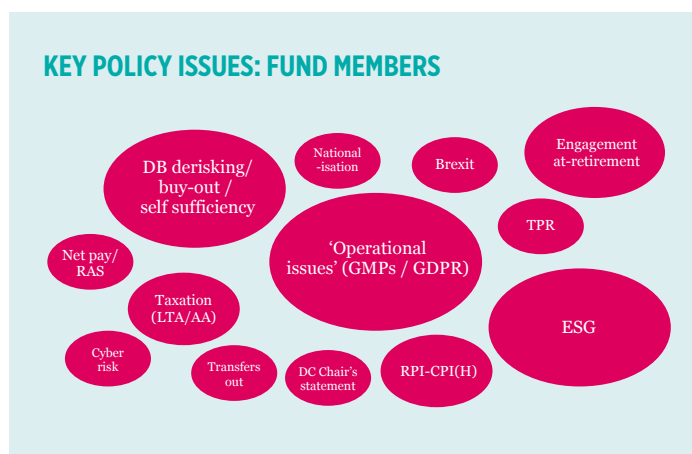 KEY POLICY ISSUES: FUND MEMBERS
DB derisking/
buy-out /
self sufficiency
National
-isation
Brexit
Engagement
at-retirement
TPR
'Operational
issues' (GMPs / GDPR)
Net pay/
RAS
Taxation
(LTA/AA)
ESG
Cyber
risk
Transfers
out
DC Chair's
statement
RPI-CPI(H)